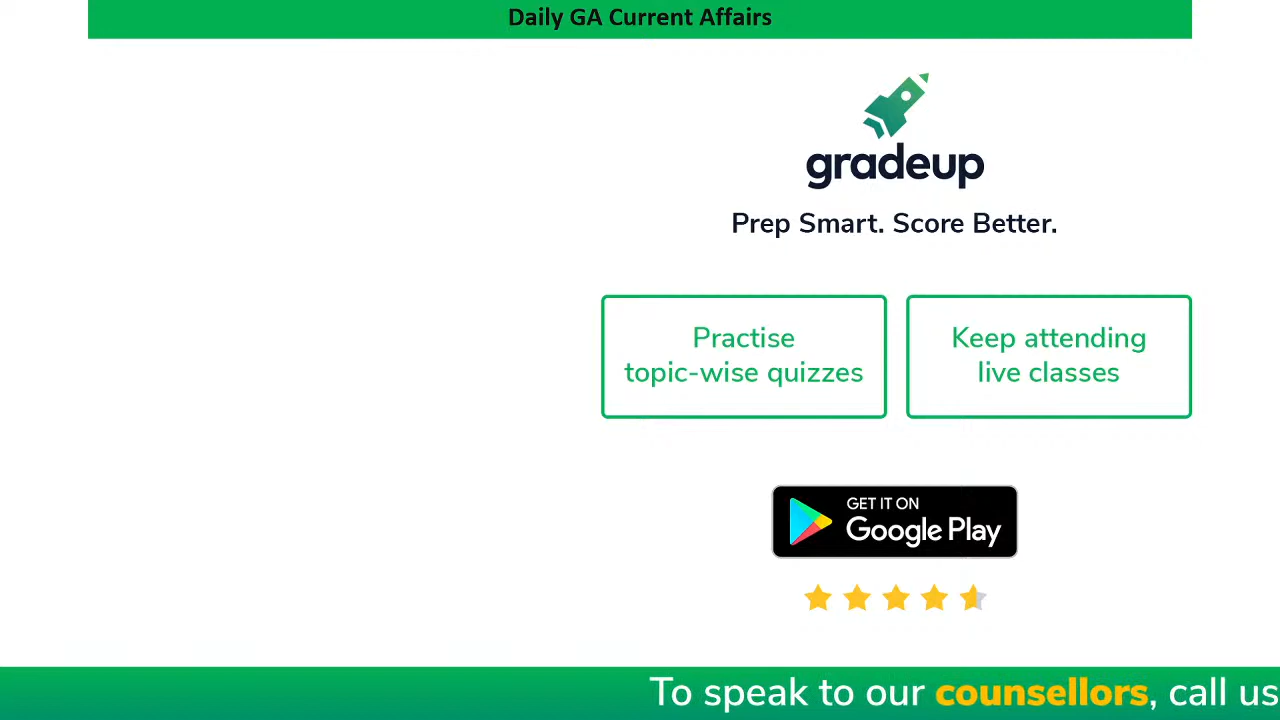 Daily GA Current Affairs
gradeup
Prep Smart. Score Better.
Practise
topic-wise quizzes
Keep attending
live classes
GET IT ON
Google Play
To speak to our counsellors, call us